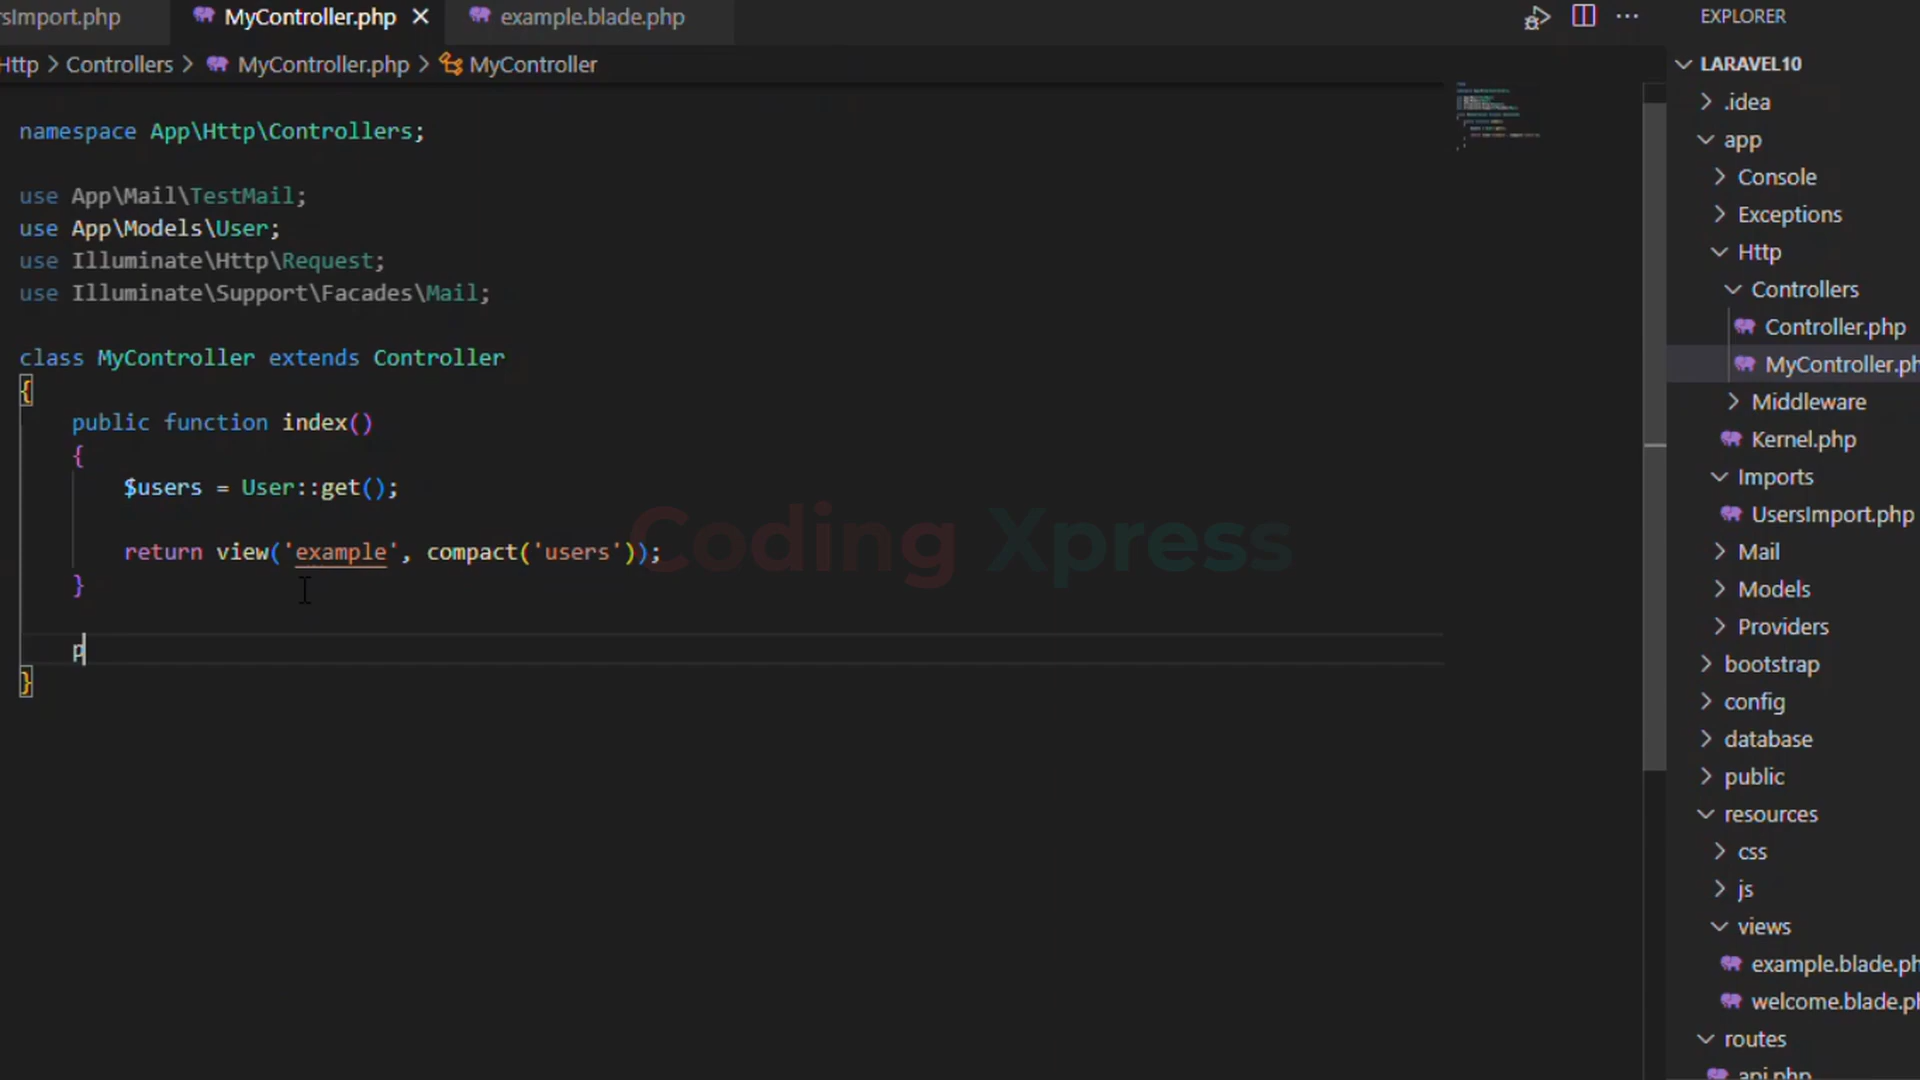 sImport.php
MyController.php
example.blade.php
EXPLORER
Http > Controllers > MyController.php > MyController
namespace App\Http\Controllers;
use App\Mail\TestMail;
use App\Models\User;
use Illuminate\Http\Request;
use Illuminate\Support\Facades\Mail;
class MyController extends Controller
{
public function index()
{
$users = User::get();
return view('example', compact('users'));
}
p
}
Coding Xpress
LARAVEL10
.idea
app
Console
Exceptions
Http
Controllers
Controller.php
MyController.ph
Middleware
Kernel.php
Imports
UsersImport.php
Mail
Models
Providers
bootstrap
config
database
public
resources
css
js
views
example.blade.ph
welcome.blade.ph
routes
api.php